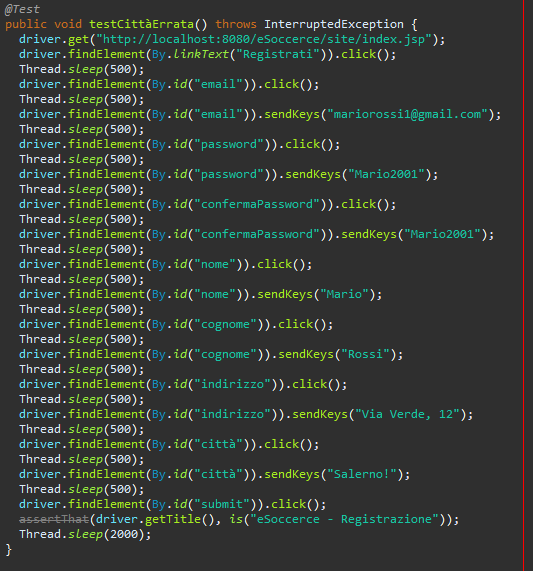 @Test
public void testCittàErrata() throws InterruptedException {
driver.get("http://localhost:8080/eSoccerce/site/index.jsp");
driver.findElement(By.linkText("Registrati")).click();
Thread.sleep(500);
driver.findElement(By.id("email")).click();
Thread.sleep(500);
driver.findElement(By.id("email")).sendKeys("mariorossi1@gmail.com");
Thread.sleep(500);
driver.findElement(By.id("password")).click();
Thread.sleep(500);
driver.findElement(By.id("password")).sendKeys("Mario2001");
Thread.sleep(500);
driver.findElement(By.id("confermaPassword")).click();
Thread.sleep(500);
driver.findElement(By.id("confermaPassword")).sendKeys("Mario2001");
Thread.sleep(500);
driver.findElement(By.id("nome")).click();
Thread.sleep(500);
driver.findElement(By.id("nome")).sendKeys("Mario");
Thread.sleep(500);
driver.findElement(By.id("cognome")).click();
Thread.sleep(500);
driver.findElement(By.id("cognome")).sendKeys("Rossi");
Thread.sleep(500);
driver.findElement(By.id("indirizzo")).click();
Thread.sleep(500);
driver.findElement(By.id("indirizzo")).sendKeys("Via Verde, 12");
Thread.sleep(500);
driver.findElement(By.id("città")).click();
Thread.sleep(500);
driver.findElement(By.id("città")).sendKeys("Salerno!");
Thread.sleep(500);
driver.findElement(By.id("submit")).click();
assertThat(driver.getTitle(), is("eSoccerce - Registrazione"));
Thread.sleep(2000);
}